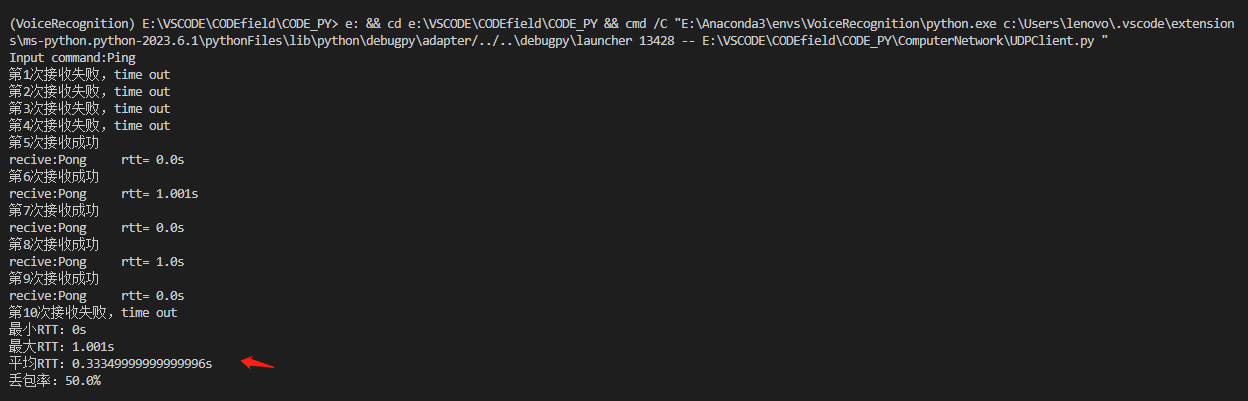 (VoiceRecognition) E:\VSCODE\CODEfield\CODE_PY> e: && cd e:\VSCODE\CODEfield\CODE_PY && cmd /C "E:\Anaconda3\envs\VoiceRecognition\python.exe c:\Users\lenovo\.vscode\extension
s\ms-python.python-2023.6.1\pythonFiles\lib\python\debugpy\adapter/../..\debugpy\launcher 13428 -- E:\VSCODE\CODEfield\CODE_PY\ComputerNetwork\UDPClient.py "
Input command:Ping
第1次接收失败，time out
第2次接收失败，time out
第3次接收失败，time out
第4次接收失败，time out
第5次接收成功
recive:Pong     rtt= 0.0s
第6次接收成功
recive:Pong     rtt= 1.001s
第7次接收成功
recive:Pong     rtt= 0.0s
第8次接收成功
recive:Pong     rtt= 1.0s
第9次接收成功
recive:Pong     rtt= 0.0s
第10次接收失败，time out
最小RTT：0s
最大RTT：1.001s
平均RTT：0.33349999999999996s
丢包率：50.0%